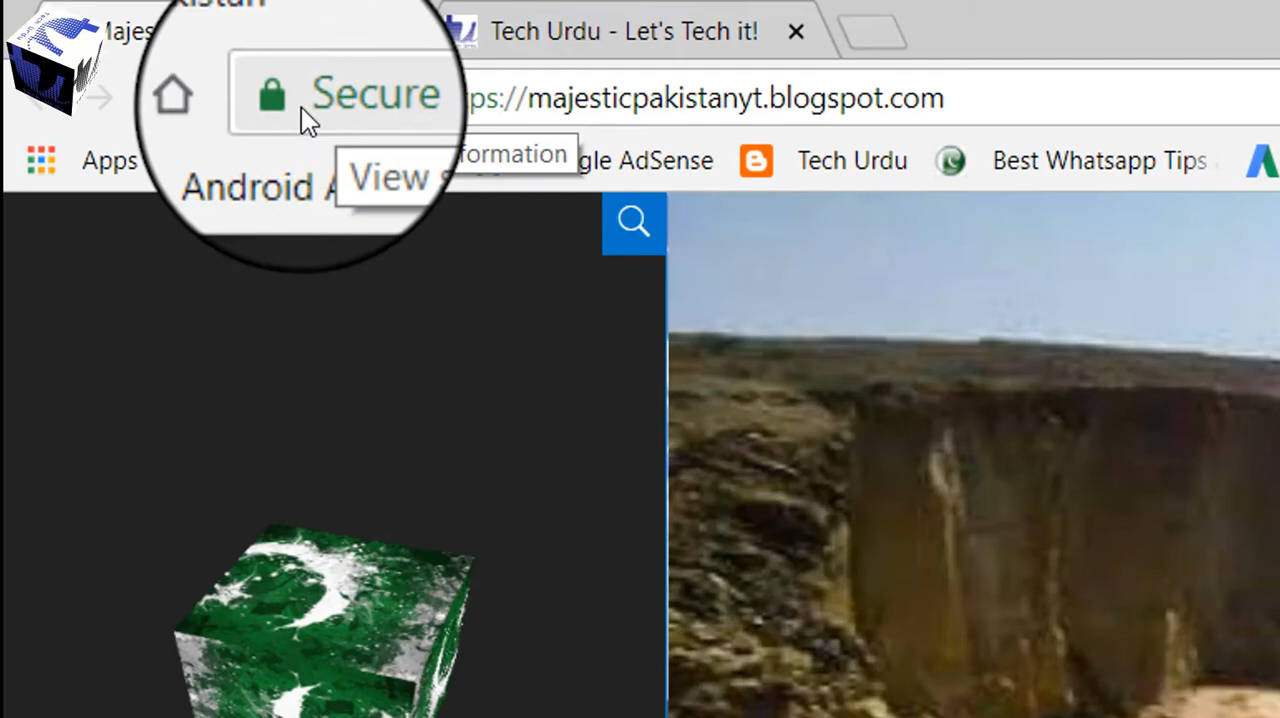 Tech Urdu - Let's Tech it!
Secure
https://majesticpakistanyt.blogspot.com
Apps
Android
View
formation
gle AdSense
Tech Urdu
Best Whatsapp Tips